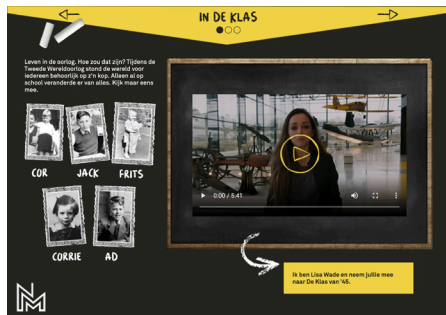 IN DE KLAS
Leven in de oorlog. Hoe zou dat zijn? Tijdens de
Tweede Wereldoorlog stond de wereld voor
iedereen behoorlijk op z'n kop. Alleen al op
school veranderde er van alles. Kijk maar eens
mee.
COR
JACK
FRITS
CORRIE
AD
0:00 / 5:41
Ik ben Lisa Wade en neem jullie mee
naar De Klas van '45.
NM